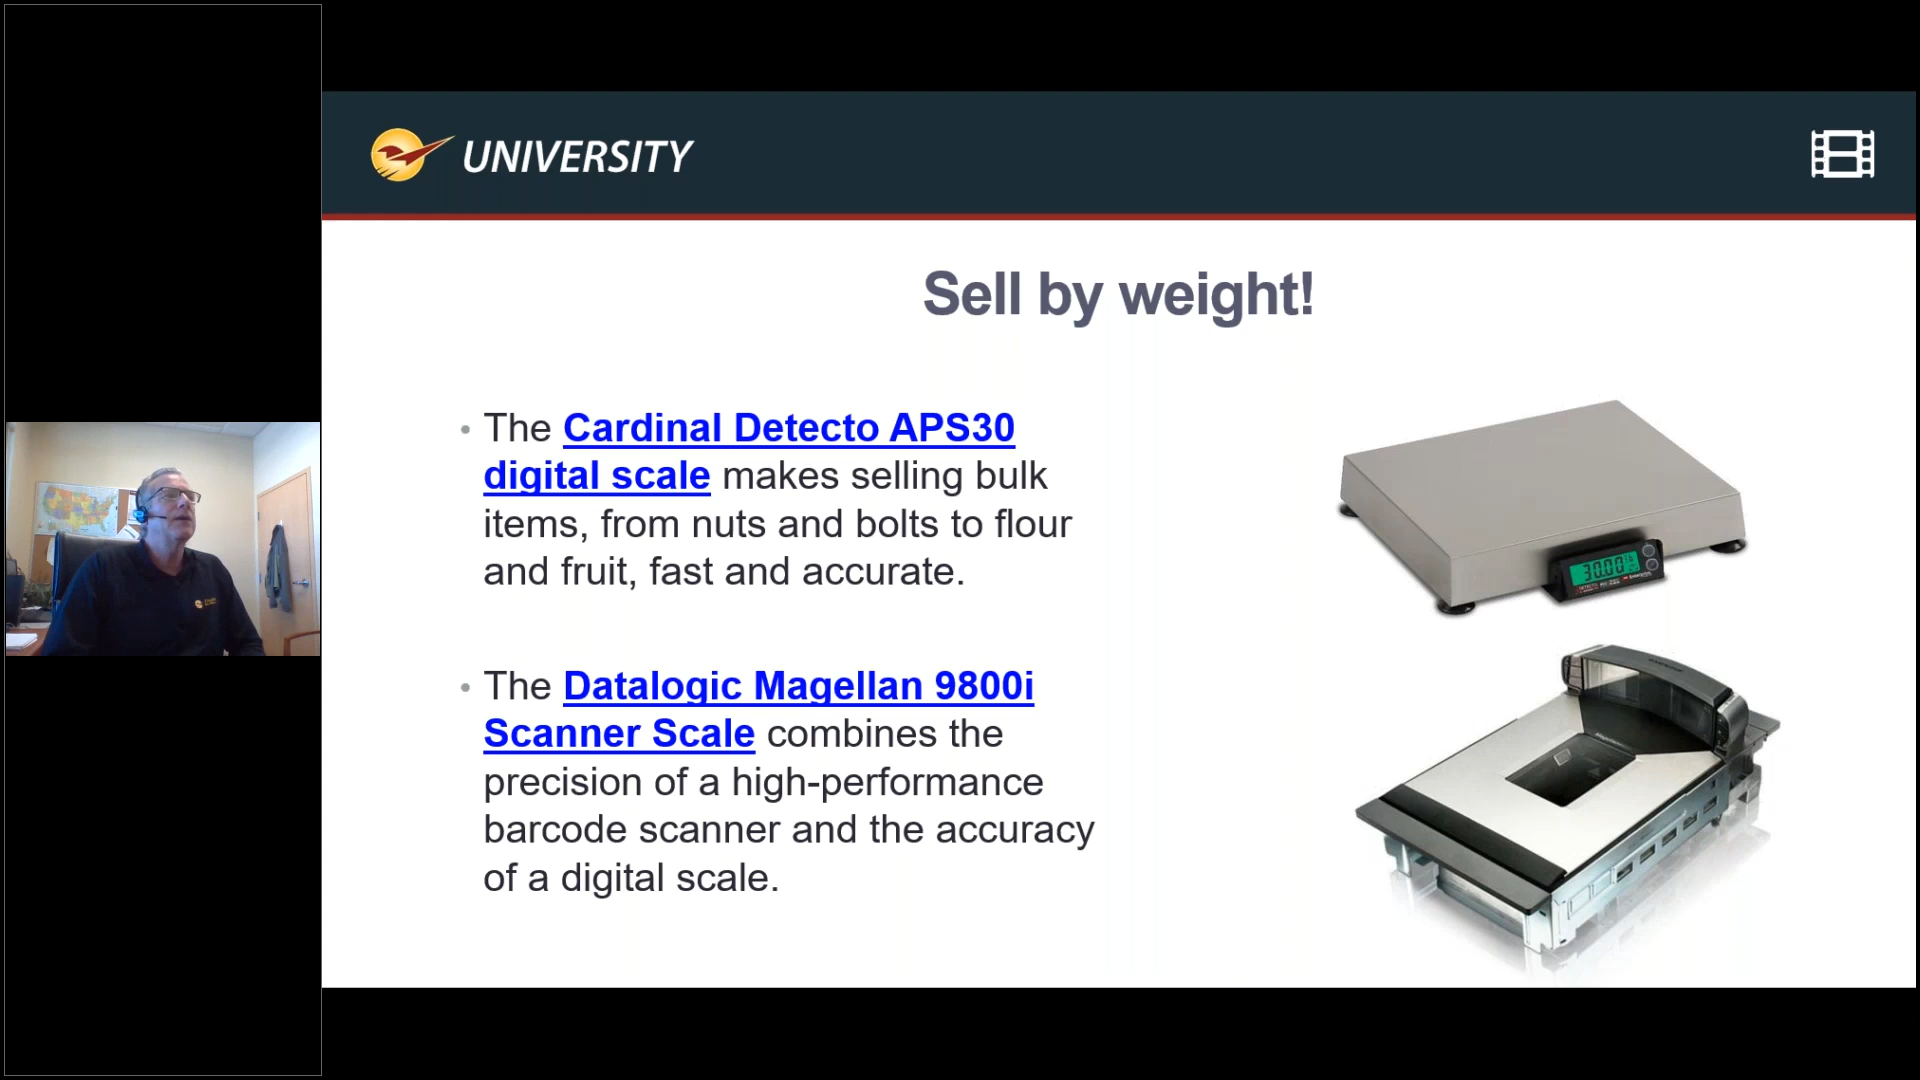 UNIVERSITY
Sell by weight!
• The Cardinal Detecto APS30
digital scale makes selling bulk
items, from nuts and bolts to flour
and fruit, fast and accurate.
• The Datalogic Magellan 9800i
Scanner Scale combines the
precision of a high-performance
barcode scanner and the accuracy
of a digital scale.
30.00